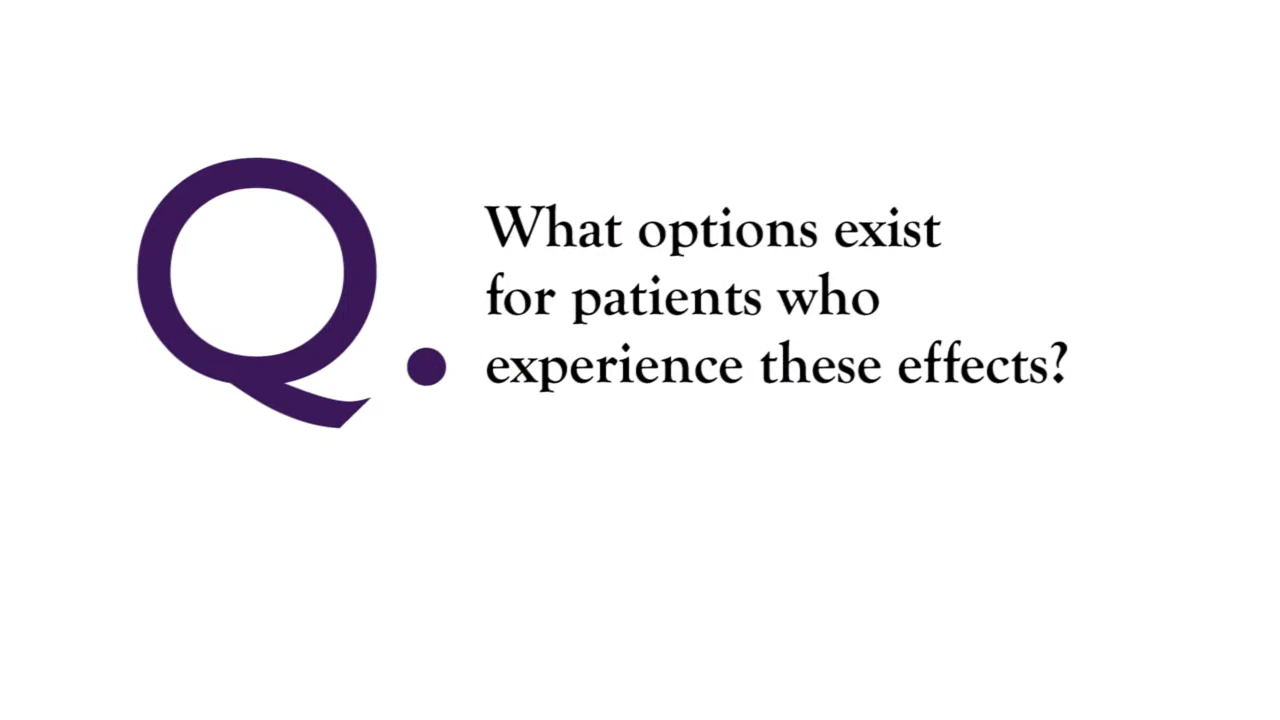 Q.
What options exist
for patients who
experience these effects?